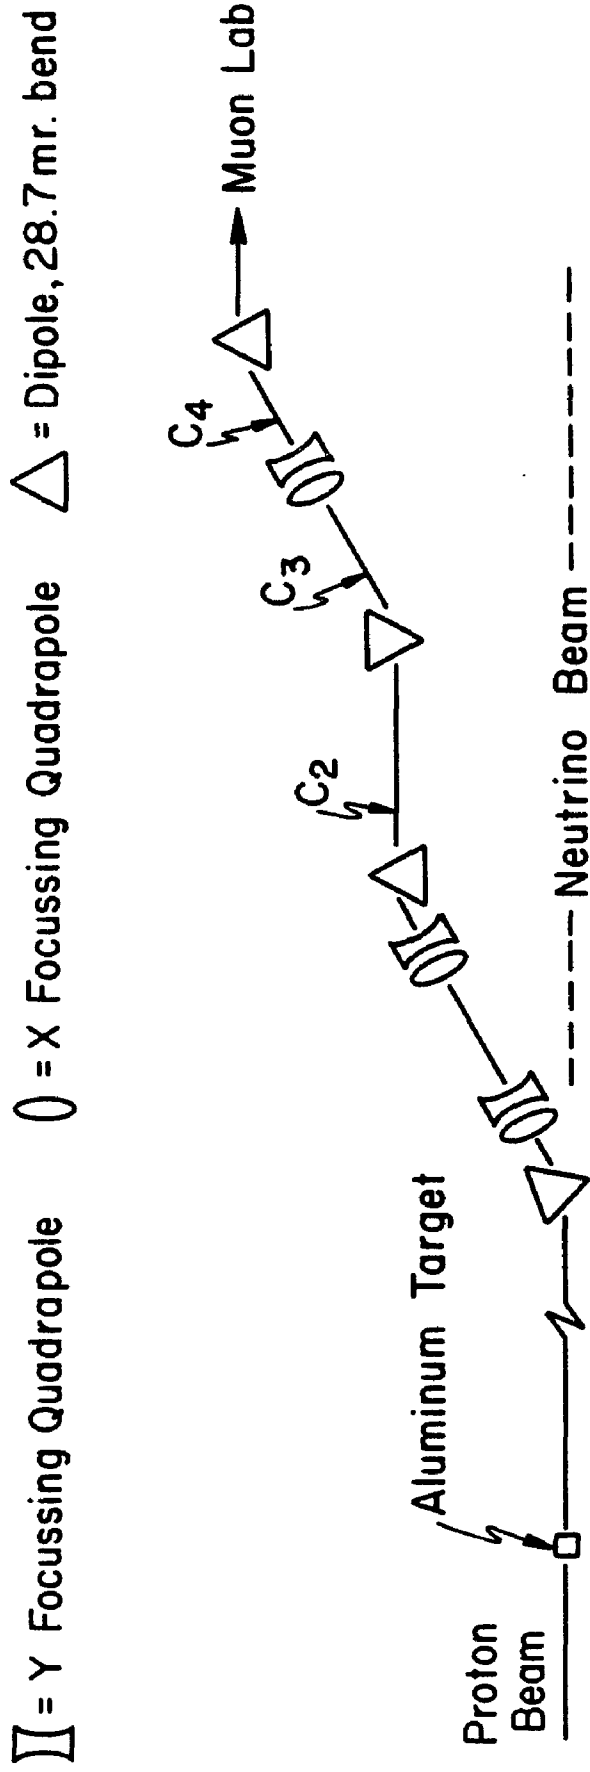 = Y Focussing Quadrapole
= X Focussing Quadrapole
= Dipole, 28.7 mr. bend
Proton
Beam
Aluminum Target
C2
C3
C4
Muon Lab
Neutrino Beam